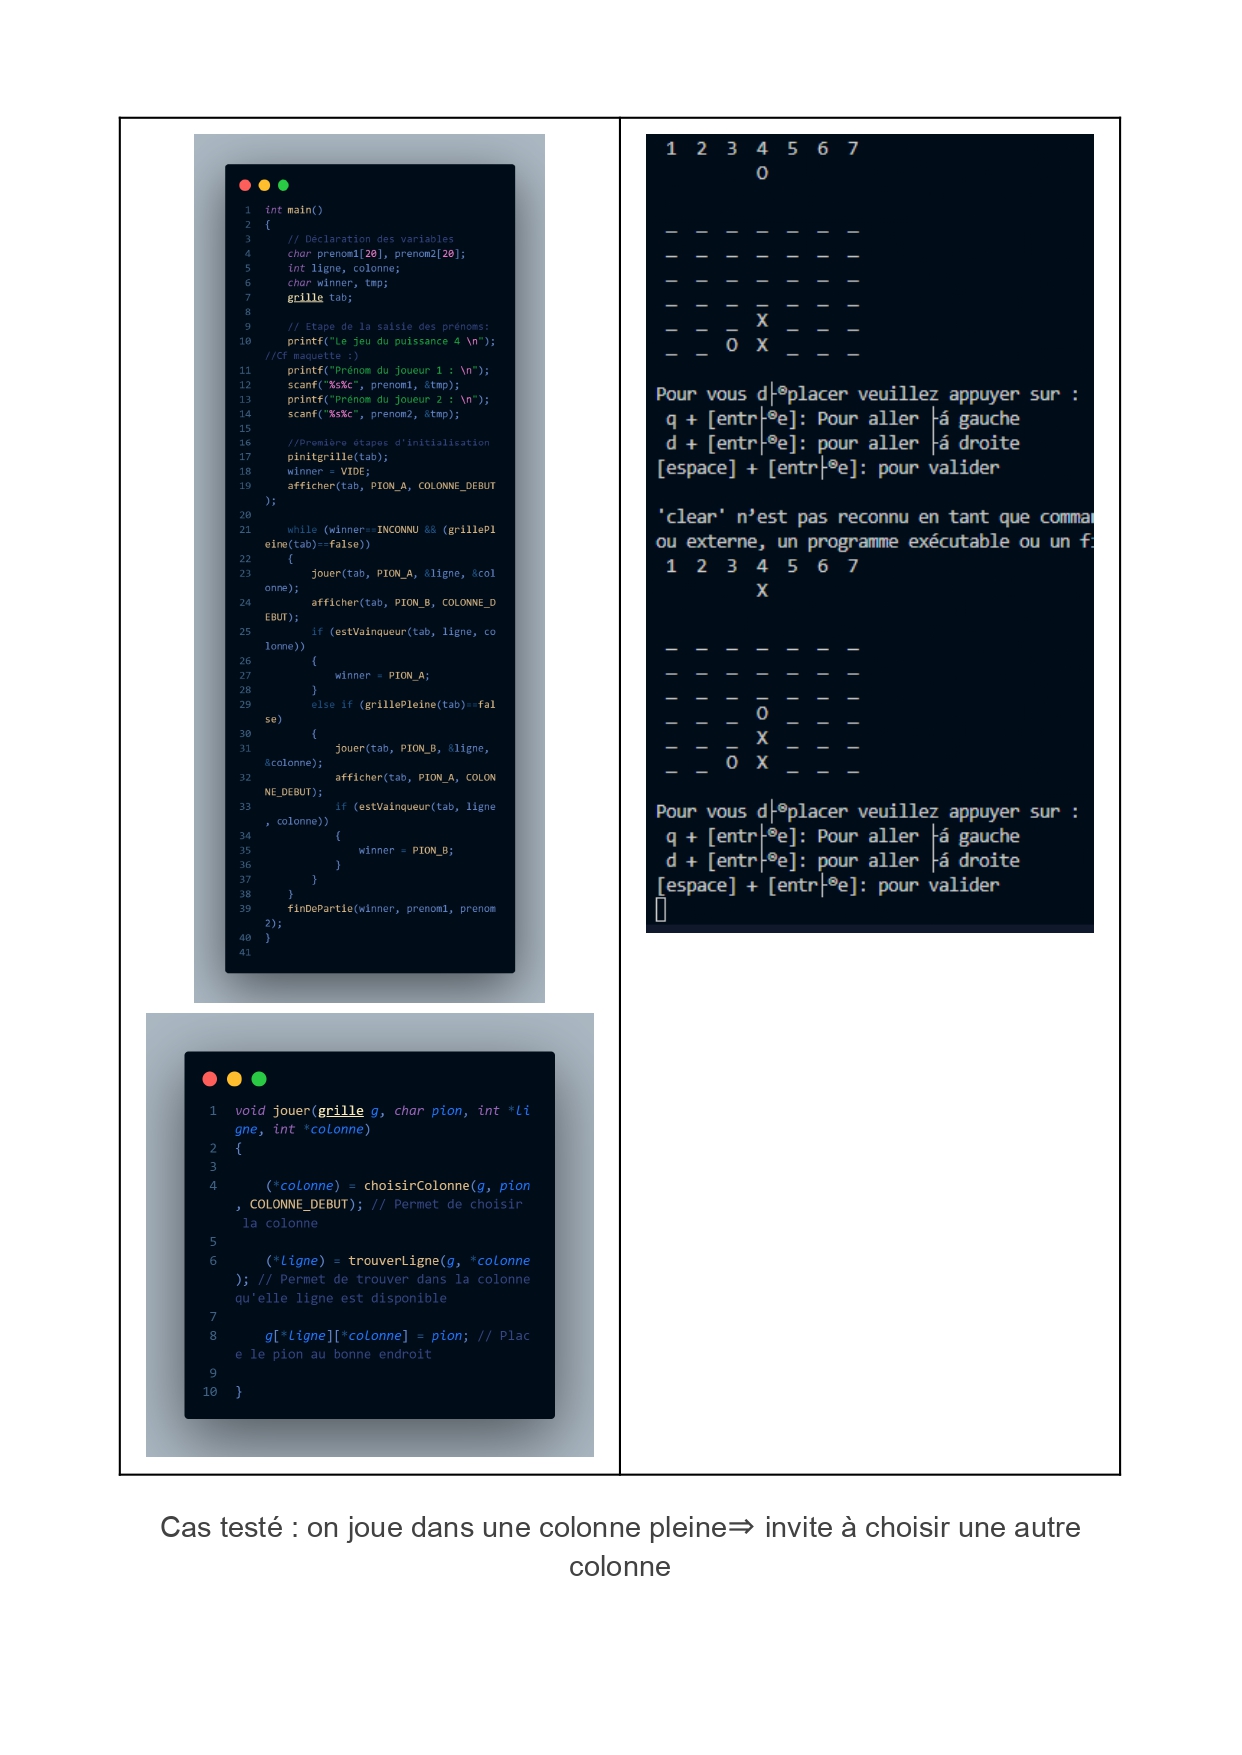 1 int main()
2 {
3 // Déclaration des variables
4 char prenom1[20], prenom2[20];
5 int ligne, colonne;
6 char winner, tmp;
7 grille tab;
8
9 // Etape de la saisie des prénoms:
10 printf("Le jeu du puissance 4 \n");
//Cf maquette :)
11 printf("Prénom du joueur 1 : \n");
12 scanf("%s%c", prenom1, &tmp);
13 printf("Prénom du joueur 2 : \n");
14 scanf("%s%c", prenom2, &tmp);
15
16 //Première étapes d'initialisation
17 pinitgrille(tab);
18 winner = VIDE;
19 afficher(tab, PION_A, COLONNE_DEBUT
);
20
21 while (winner==INCONNU && (grillePl
eine(tab)==false))
22 {
23 jouer(tab, PION_A, &ligne, &col
onne);
24 afficher(tab, PION_B, COLONNE_D
EBUT);
25 if (estVainqueur(tab, ligne, co
lonne))
26 {
27 winner = PION_A;
28 }
29 else if (grillePleine(tab)==fal
se)
30 {
31 jouer(tab, PION_B, &ligne,
&colonne);
32 afficher(tab, PION_A, COLON
NE_DEBUT);
33 if (estVainqueur(tab, ligne
, colonne))
34 {
35 winner = PION_B;
36 }
37 }
38 }
39 finDePartie(winner, prenom1, prenom
2);
40 }
41
1 void jouer(grille g, char pion, int *li
gne, int *colonne)
2 {
3
4 (*colonne) = choisirColonne(g, pion
, COLONNE_DEBUT); // Permet de choisir
la colonne
5
6 (*ligne) = trouverLigne(g, *colonne
); // Permet de trouver dans la colonne
qu'elle ligne est disponible
7
8 g[*ligne][*colonne] = pion; // Plac
e le pion au bonne endroit
9
10 }
1 2 3 4 5 6 7
O
_ _ _ _ _ _ _
_ _ _ _ _ _ _
_ _ _ _ _ _ _
_ _ _ _ _ _ _
_ _ _ X _ _ _
_ _ O X _ _ _
Pour vous d├®placer veuillez appuyer sur :
q + [entr├®e]: Pour aller ├á gauche
d + [entr├®e]: pour aller ├á droite
[espace] + [entr├®e]: pour valider
'clear' n’est pas reconnu en tant que comman
ou externe, un programme exécutable ou un fi
1 2 3 4 5 6 7
X
_ _ _ _ _ _ _
_ _ _ _ _ _ _
_ _ _ _ _ _ _
_ _ _ O _ _ _
_ _ _ X _ _ _
_ _ O X _ _ _
Pour vous d├®placer veuillez appuyer sur :
q + [entr├®e]: Pour aller ├á gauche
d + [entr├®e]: pour aller ├á droite
[espace] + [entr├®e]: pour valider
Cas testé : on joue dans une colonne pleine⇒ invite à choisir une autre
colonne